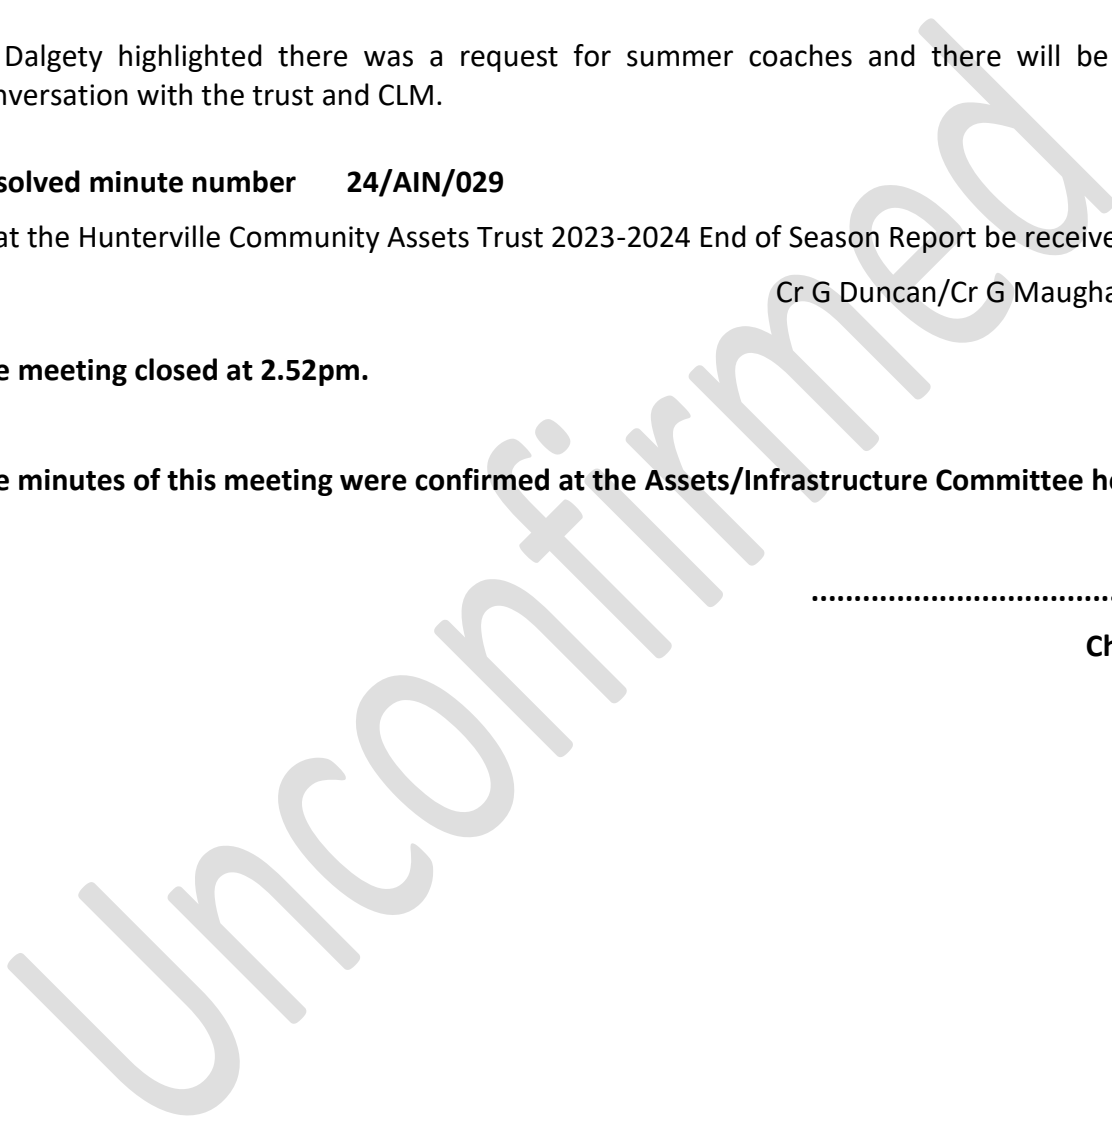 Dalgety highlighted there was a request for summer coaches and there will be
nversation with the trust and CLM.
solved minute number 24/AIN/029
at the Hunterville Community Assets Trust 2023-2024 End of Season Report be receive
Cr G Duncan/Cr G Maugha
e meeting closed at 2.52pm.
e minutes of this meeting were confirmed at the Assets/Infrastructure Committee he
...................................
Ch
Unconfirmed